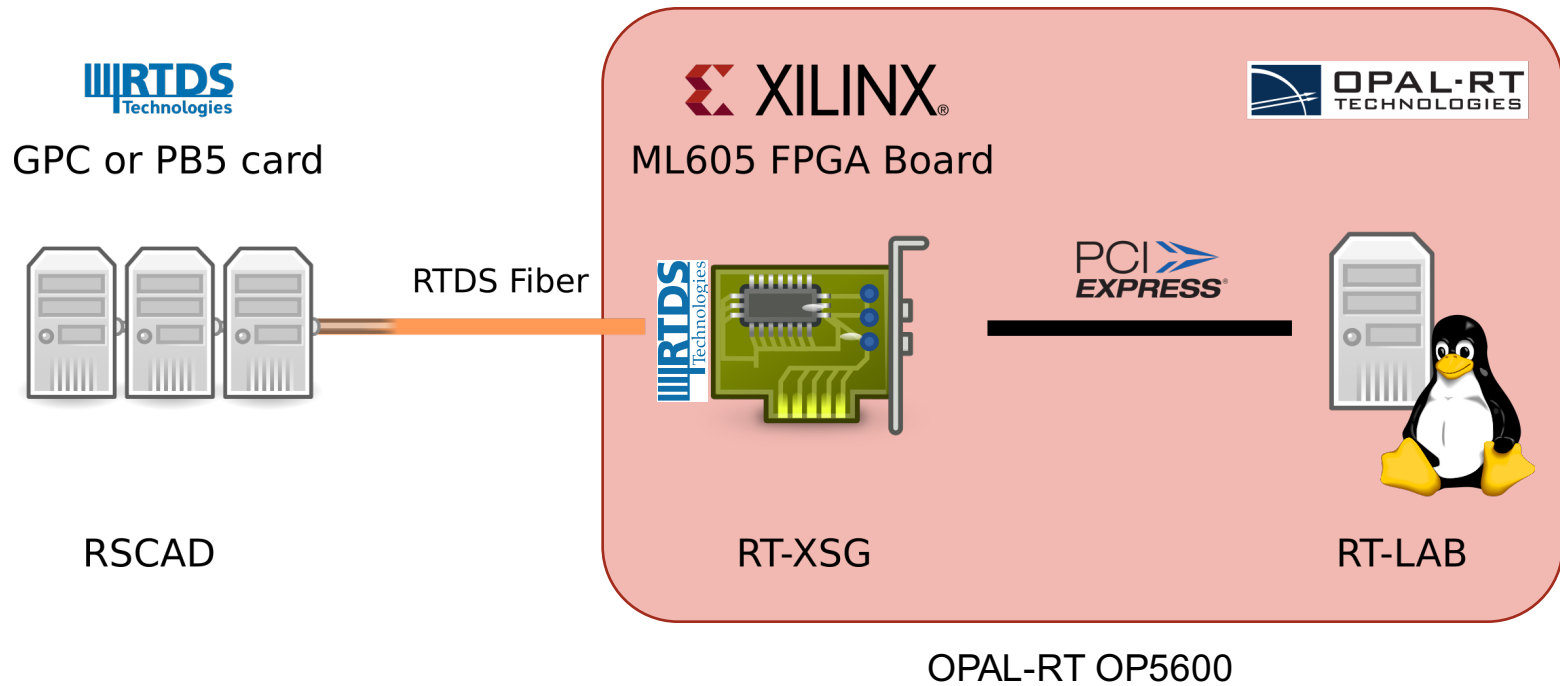 RTDS
Technologies
GPC or PB5 card
XILINX®
ML605 FPGA Board
OPAL-RT
TECHNOLOGIES
RTDS Fiber
RTDS
Technologies
PCI
EXPRESS®
RSCAD
RT-XSG
RT-LAB
OPAL-RT OP5600